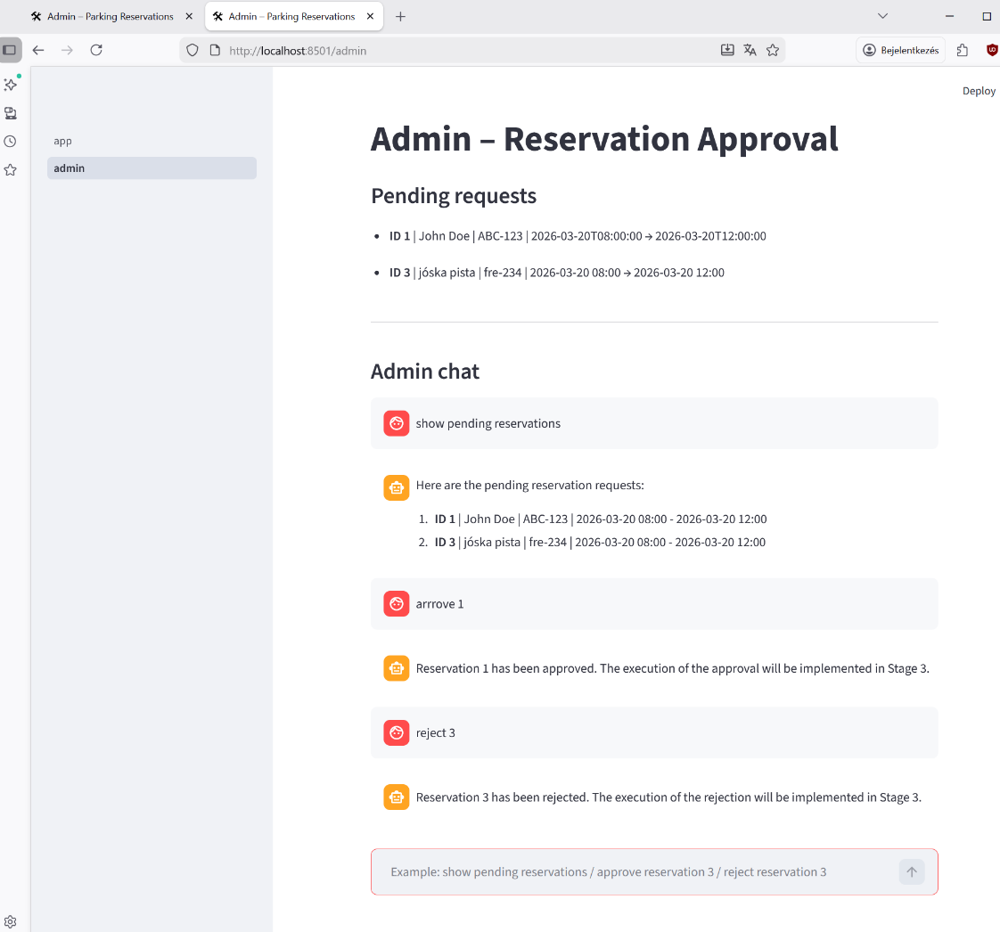 Admin – Parking Reservations
Admin – Parking Reservations
http://localhost:8501/admin
Bejelentkezés
Deploy
app
admin
Admin – Reservation Approval
Pending requests
• ID 1 | John Doe | ABC-123 | 2026-03-20T08:00:00 → 2026-03-20T12:00:00
• ID 3 | jóska pista | fre-234 | 2026-03-20 08:00 → 2026-03-20 12:00
Admin chat
show pending reservations
Here are the pending reservation requests:
1. ID 1 | John Doe | ABC-123 | 2026-03-20 08:00 - 2026-03-20 12:00
2. ID 3 | jóska pista | fre-234 | 2026-03-20 08:00 - 2026-03-20 12:00
arrrove 1
Reservation 1 has been approved. The execution of the approval will be implemented in Stage 3.
reject 3
Reservation 3 has been rejected. The execution of the rejection will be implemented in Stage 3.
Example: show pending reservations / approve reservation 3 / reject reservation 3